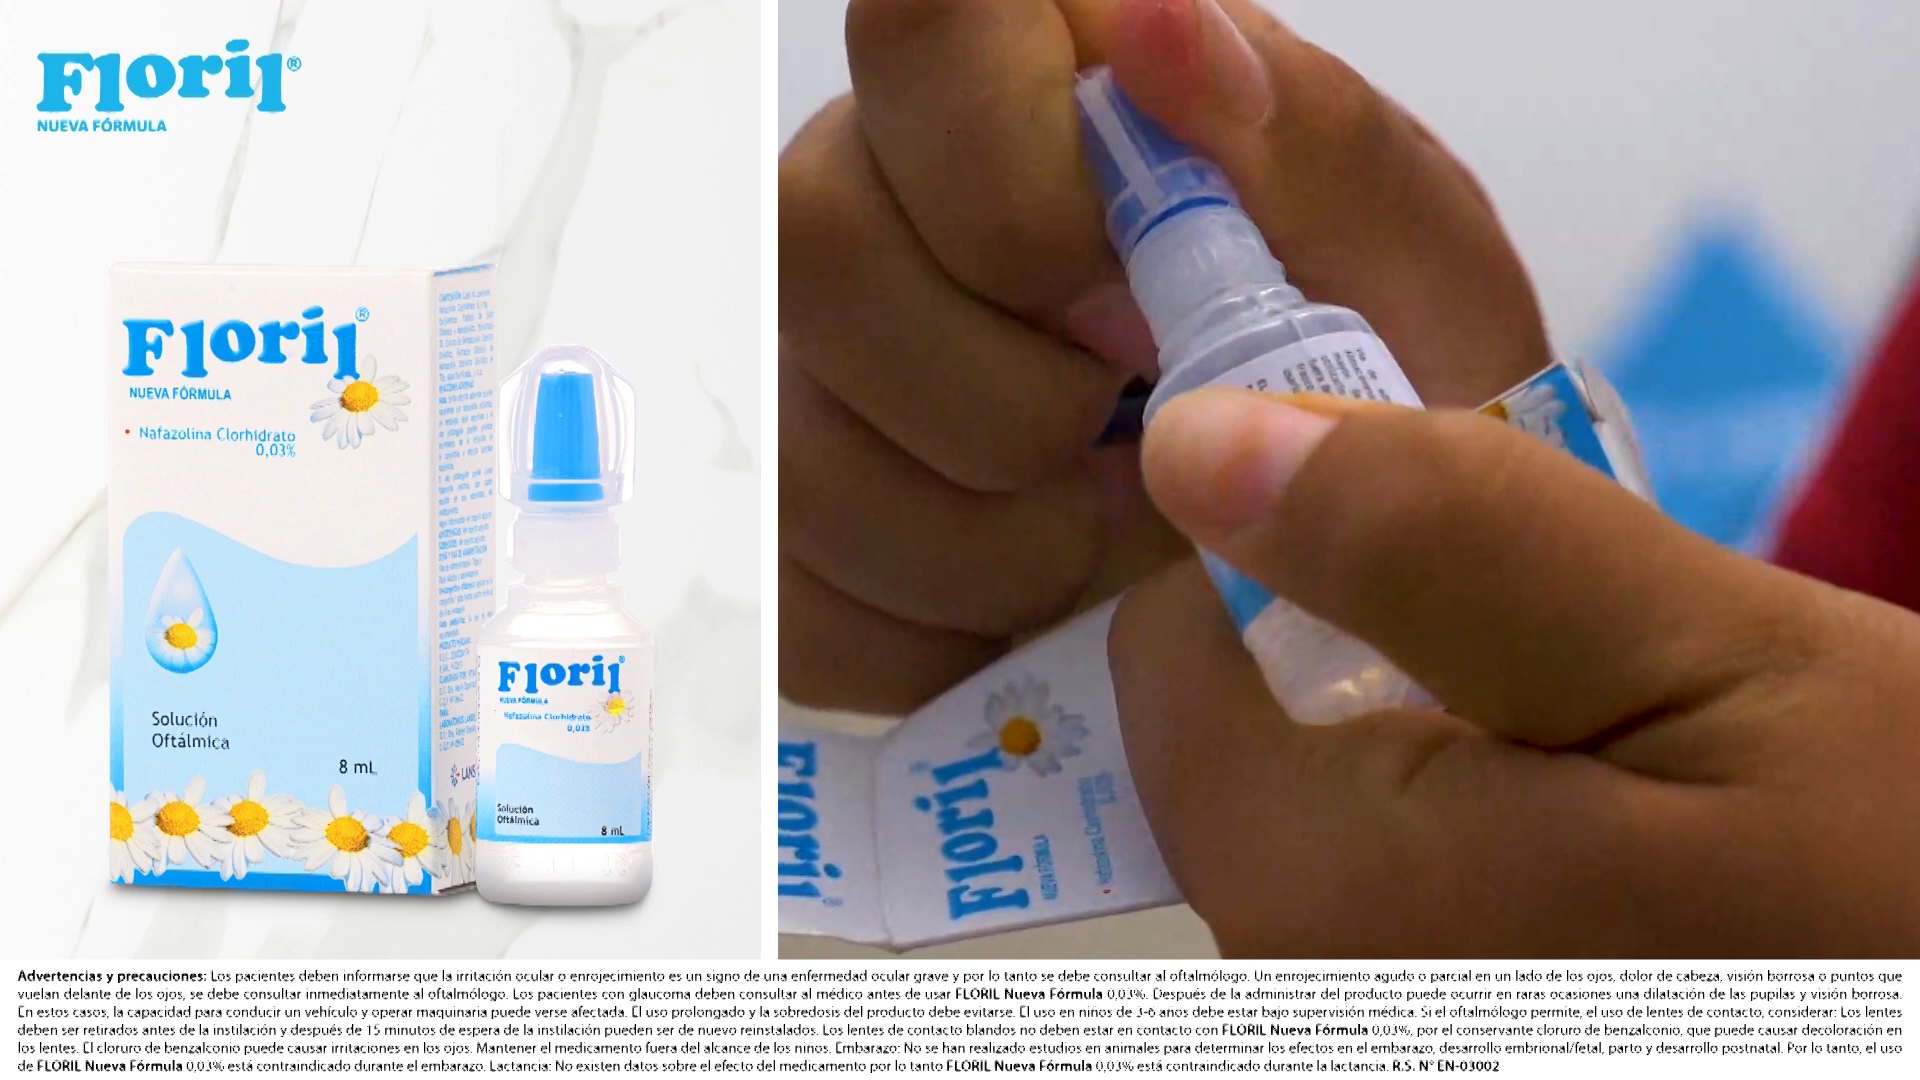 Floril®
NUEVA FÓRMULA
Floril®
NUEVA FÓRMULA
• Nafazolina Clorhidrato
0,03%
Solución
Oftálmica
8 mL
LANS
Floril®
NUEVA FÓRMULA
Nafazolina Clorhidrato
0,03%
Solución
Oftálmica
8 mL
Floril
Floril
NUEVA FÓRMULA
• Nafazolina Clorhidrato
Advertencias y precauciones: Los pacientes deben informarse que la irritación ocular o enrojecimiento es un signo de una enfermedad ocular grave y por lo tanto se debe consultar al oftalmólogo. Un enrojecimiento agudo o parcial en un lado de los ojos, dolor de cabeza, visión borrosa o puntos que
vuelan delante de los ojos, se debe consultar inmediatamente al oftalmólogo. Los pacientes con glaucoma deben consultar al médico antes de usar FLORIL Nueva Fórmula 0,03%. Después de la administrar del producto puede ocurrir en raras ocasiones una dilatación de las pupilas y visión borrosa.
En estos casos, la capacidad para conducir un vehículo y operar maquinaria puede verse afectada. El uso prolongado y la sobredosis del producto debe evitarse. El uso en niños de 3-6 años debe estar bajo supervisión médica. Si el oftalmólogo permite, el uso de lentes de contacto, considerar: Los lentes
deben ser retirados antes de la instilación y después de 15 minutos de espera de la instilación pueden ser de nuevo reinstalados. Los lentes de contacto blandos no deben estar en contacto con FLORIL Nueva Fórmula 0,03%, por el conservante cloruro de benzalconio, que puede causar decoloración en
los lentes. El cloruro de benzalconio puede causar irritaciones en los ojos. Mantener el medicamento fuera del alcance de los niños. Embarazo: No se han realizado estudios en animales para determinar los efectos en el embarazo, desarrollo embrional/fetal, parto y desarrollo postnatal. Por lo tanto, el uso
de FLORIL Nueva Fórmula 0,03% está contraindicado durante el embarazo. Lactancia: No existen datos sobre el efecto del medicamento por lo tanto FLORIL Nueva Fórmula 0,03% está contraindicado durante la lactancia. R.S. N° EN-03002